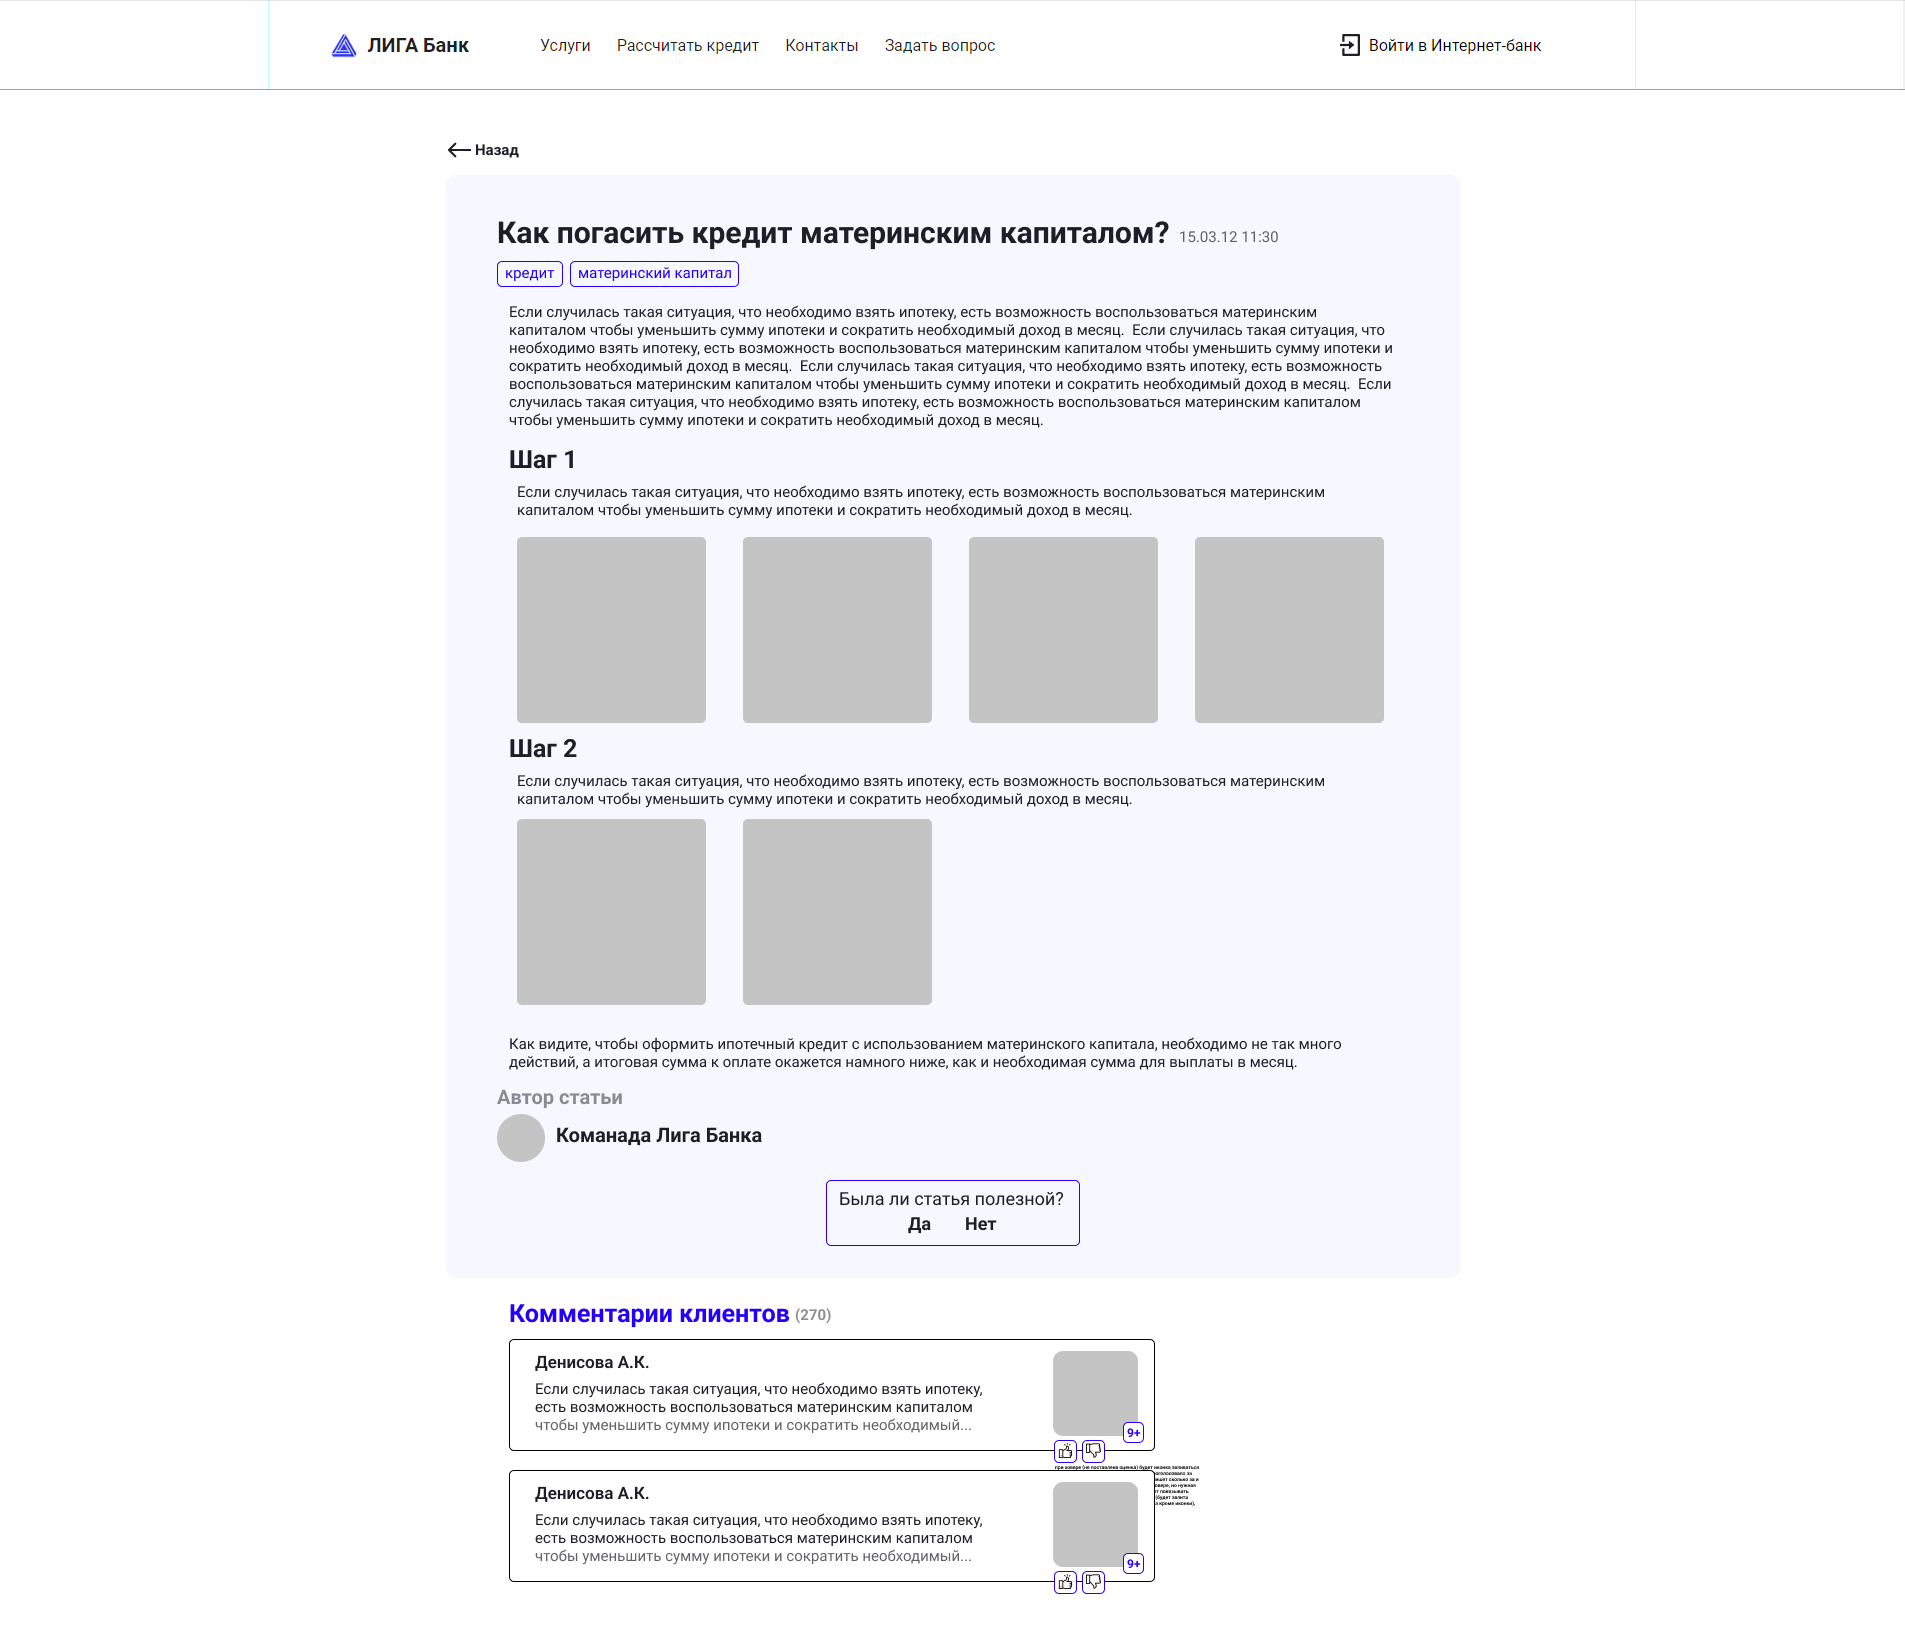 ЛИГА Банк
Услуги
Рассчитать кредит
Контакты
Задать вопрос
Войти в Интернет-банк
Назад
Как погасить кредит материнским капиталом? 15.03.12 11:30
кредит
материнский капитал
Если случилась такая ситуация, что необходимо взять ипотеку, есть возможность воспользоваться материнским
капиталом чтобы уменьшить сумму ипотеки и сократить необходимый доход в месяц. Если случилась такая ситуация, что
необходимо взять ипотеку, есть возможность воспользоваться материнским капиталом чтобы уменьшить сумму ипотеки и
сократить необходимый доход в месяц. Если случилась такая ситуация, что необходимо взять ипотеку, есть возможность
воспользоваться материнским капиталом чтобы уменьшить сумму ипотеки и сократить необходимый доход в месяц. Если
случилась такая ситуация, что необходимо взять ипотеку, есть возможность воспользоваться материнским капиталом
чтобы уменьшить сумму ипотеки и сократить необходимый доход в месяц.
Шаг 1
Если случилась такая ситуация, что необходимо взять ипотеку, есть возможность воспользоваться материнским
капиталом чтобы уменьшить сумму ипотеки и сократить необходимый доход в месяц.
Шаг 2
Если случилась такая ситуация, что необходимо взять ипотеку, есть возможность воспользоваться материнским
капиталом чтобы уменьшить сумму ипотеки и сократить необходимый доход в месяц.
Как видите, чтобы оформить ипотечный кредит с использованием материнского капитала, необходимо не так много
действий, а итоговая сумма к оплате окажется намного ниже, как и необходимая сумма для выплаты в месяц.
Автор статьи
Команада Лига Банка
Была ли статья полезной?
Да Нет
Комментарии клиентов (270)
Денисова А.К.
Если случилась такая ситуация, что необходимо взять ипотеку,
есть возможность воспользоваться материнским капиталом
чтобы уменьшить сумму ипотеки и сократить необходимый...
9+
при ховере (не поставлена оценка) будет иконка заливаться
Денисова А.К.
Если случилась такая ситуация, что необходимо взять ипотеку,
есть возможность воспользоваться материнским капиталом
чтобы уменьшить сумму ипотеки и сократить необходимый...
9+